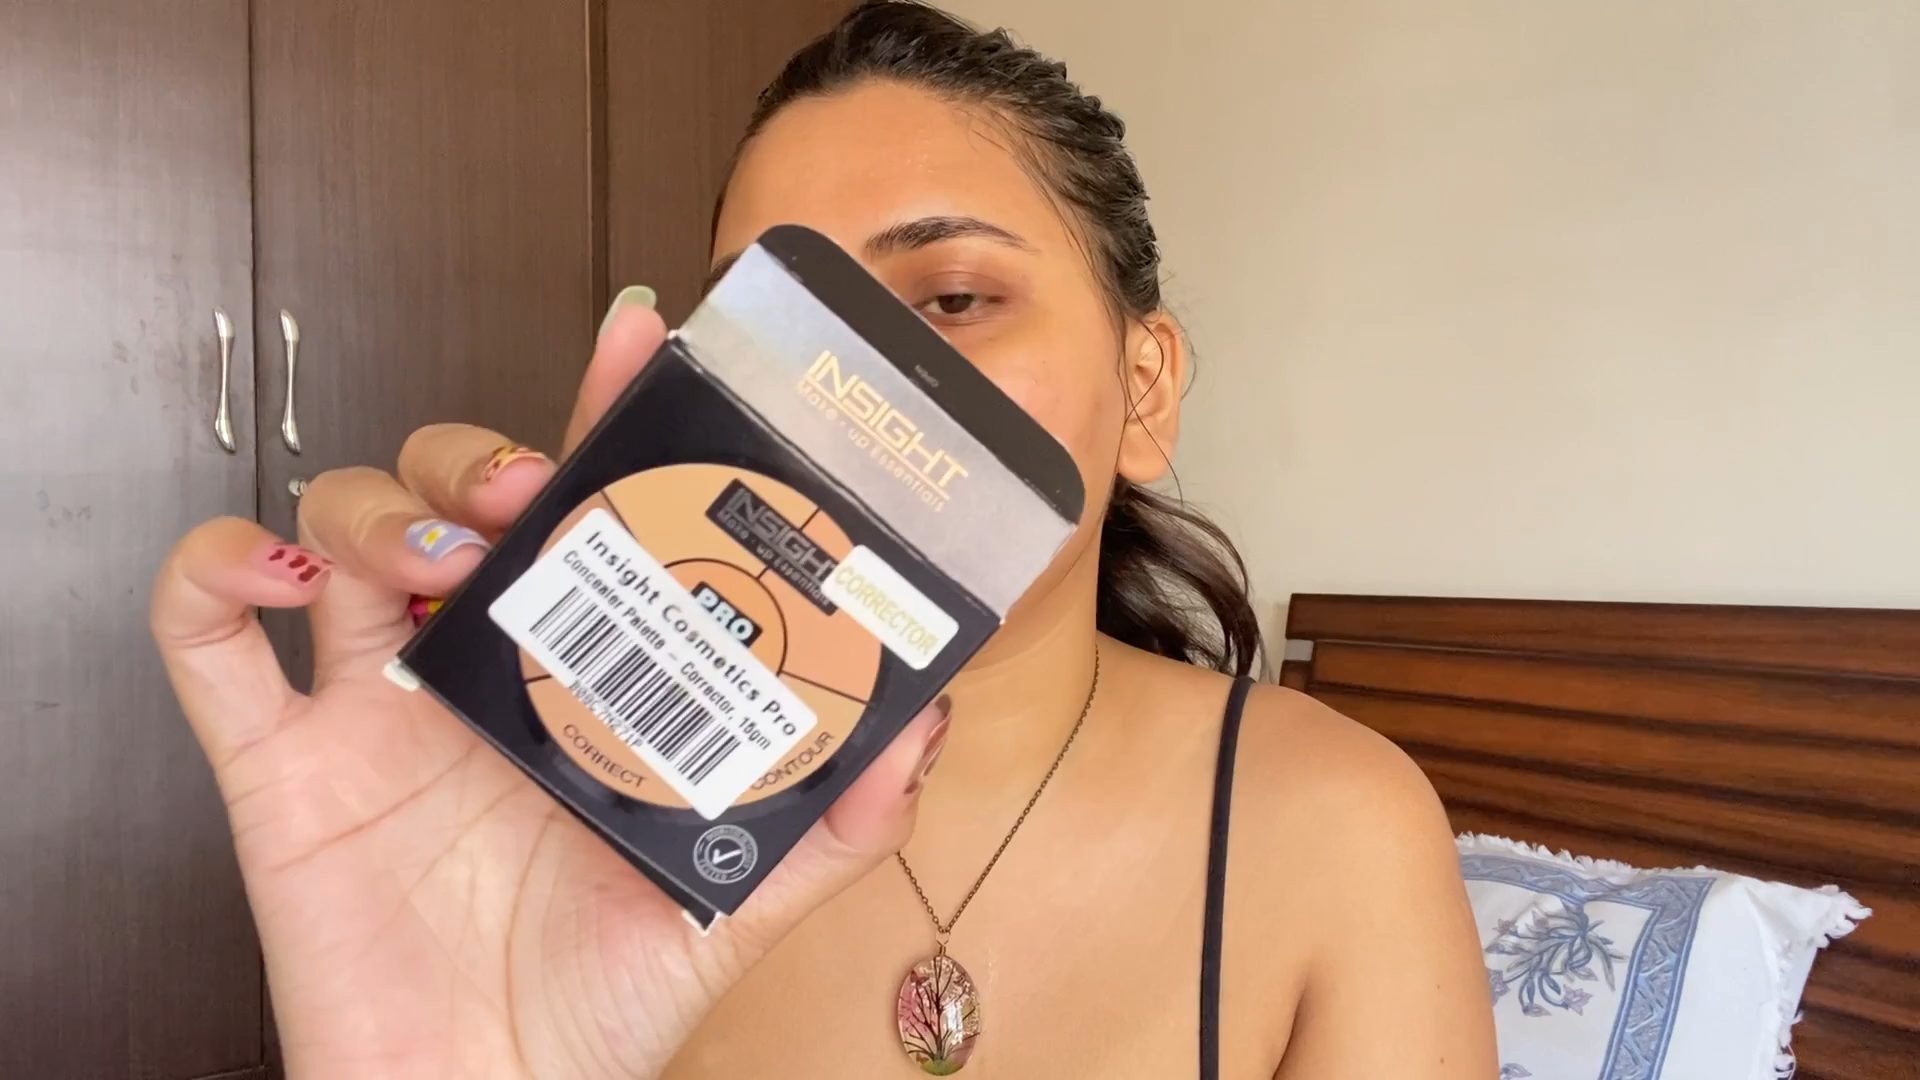 INSIGHT
Make-up Essentials
INSIGHT
Make-up Essentials
CORRECTOR
PRO
Insight Cosmetics Pro
Concealer Palette – Corrector, 15gm
CORRECT
CONTOUR